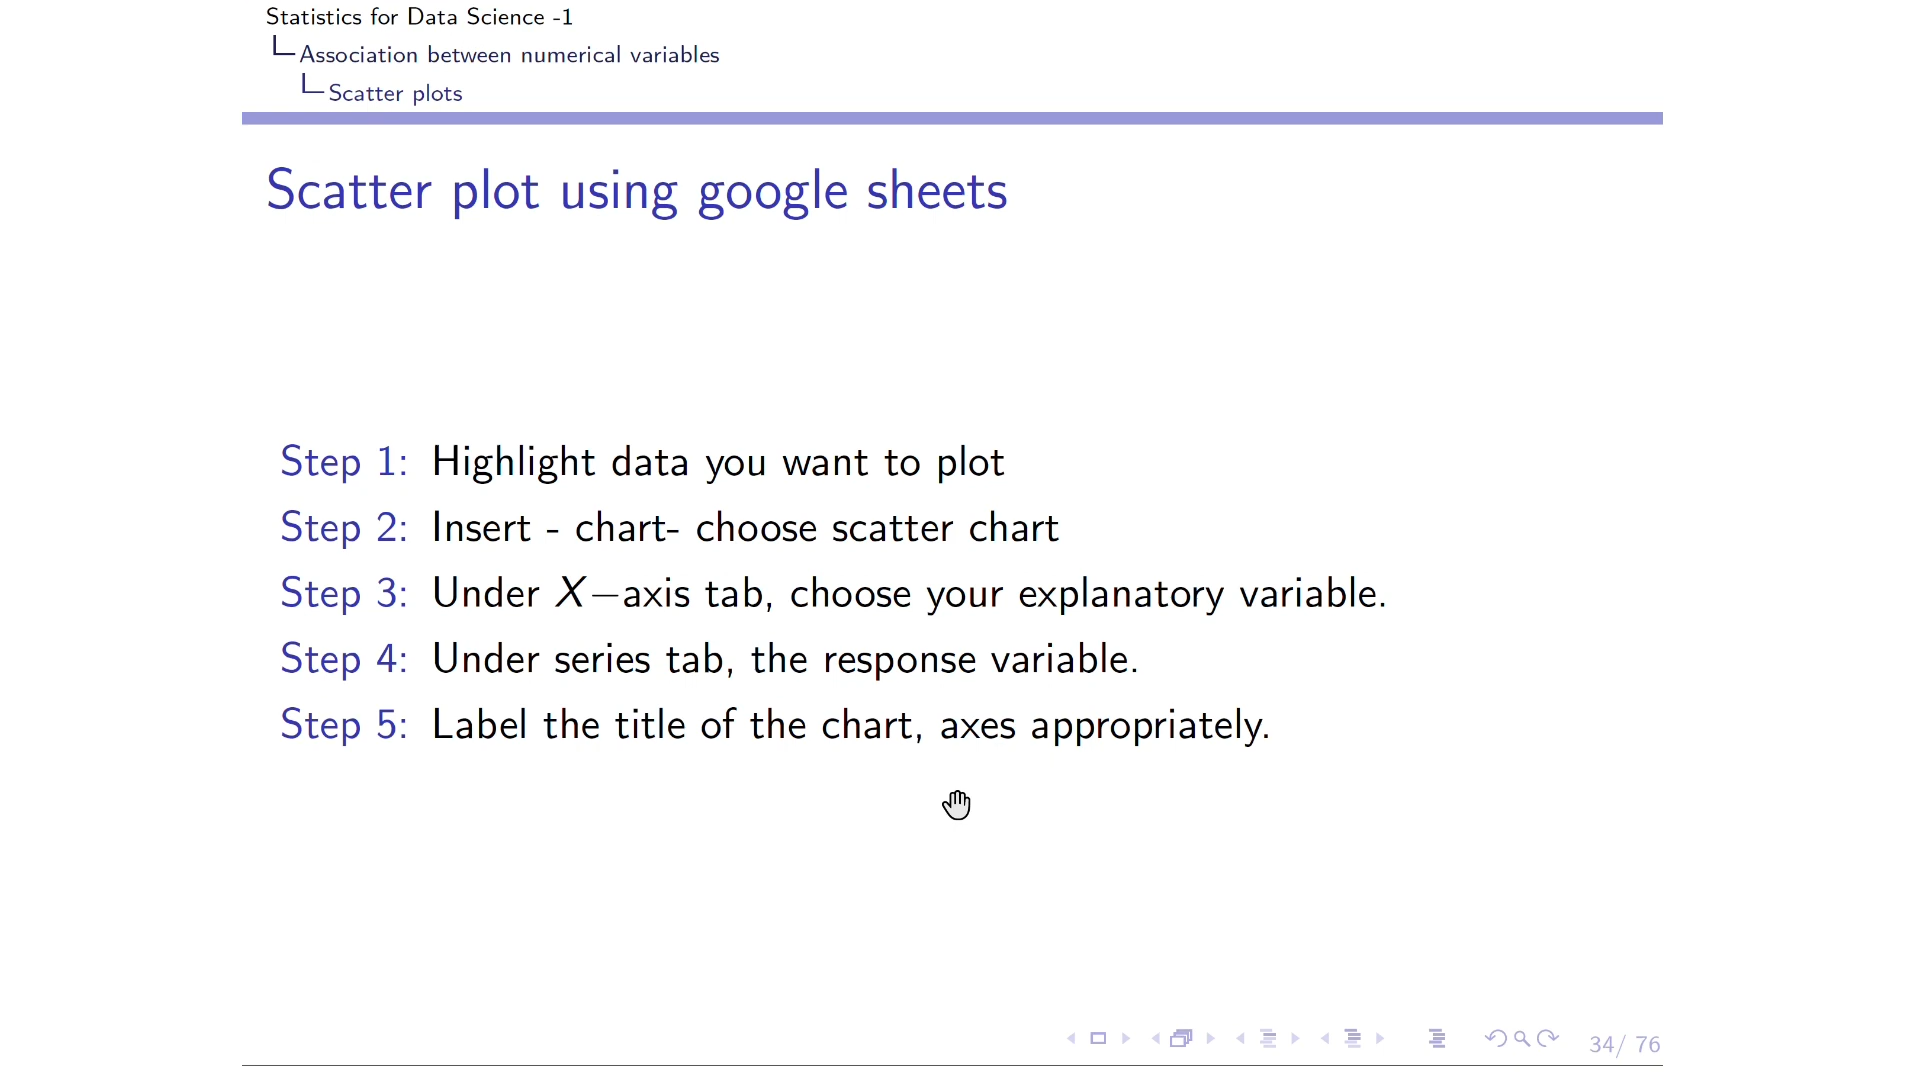 Statistics for Data Science -1
Association between numerical variables
Scatter plots
Scatter plot using google sheets
Step 1: Highlight data you want to plot
Step 2: Insert - chart- choose scatter chart
Step 3: Under X−axis tab, choose your explanatory variable.
Step 4: Under series tab, the response variable.
Step 5: Label the title of the chart, axes appropriately.
34/ 76